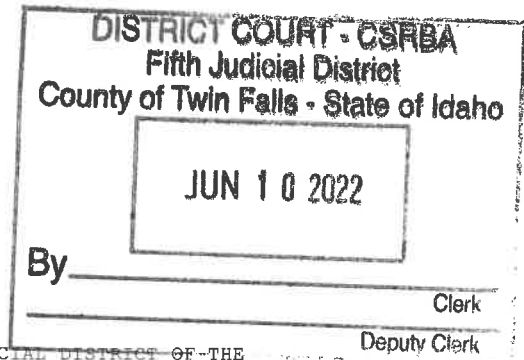 DISTRICT COURT - CSRBA
Fifth Judicial District
County of Twin Falls - State of Idaho
JUN 10 2022
By
Clerk
Deputy Clerk
CIAL DISTRICT OF THE